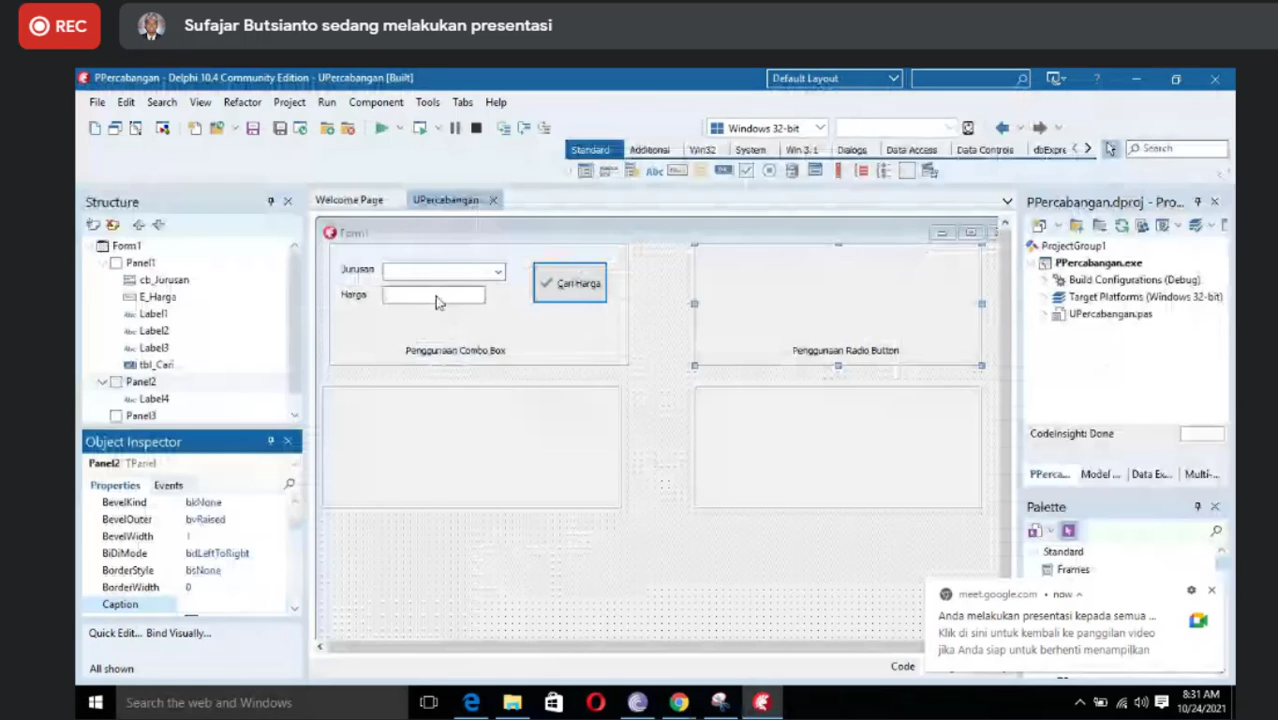 REC
Sufajar Butsianto sedang melakukan presentasi
PPercabangan - Delphi 10.4 Community Edition - UPercabangan [Built]
Default Layout
File Edit Search View Refactor Project Run Component Tools Tabs Help
Windows 32-bit
Standard Additional Win32 System Win 3.1 Dialogs Data Access Data Controls dbExpre
Search
Structure
Welcome Page
UPercabangan
PPercabangan.dproj - Pro...
Form1
Panel1
cb_Jurusan
E_Harga
Label1
Label2
Label3
tbl_Cari
Panel2
Label4
Panel3
Form1
Jurusan
Harga
Cari Harga
Penggunaan Combo Box
Penggunaan Radio Button
ProjectGroup1
PPercabangan.exe
Build Configurations (Debug)
Target Platforms (Windows 32-bit)
UPercabangan.pas
CodeInsight: Done
PPerca... Model ... Data Ex... Multi-...
Object Inspector
Panel2 TPanel
Properties Events
BevelKind bkNone
BevelOuter bvRaised
BevelWidth 1
BiDiMode bdLeftToRight
BorderStyle bsNone
BorderWidth 0
Caption
Quick Edit... Bind Visually...
All shown
Code
Palette
Standard
Frames
meet.google.com • now
Anda melakukan presentasi kepada semua ...
Klik di sini untuk kembali ke panggilan video
jika Anda siap untuk berhenti menampilkan
Search the web and Windows
8:31 AM
10/24/2021